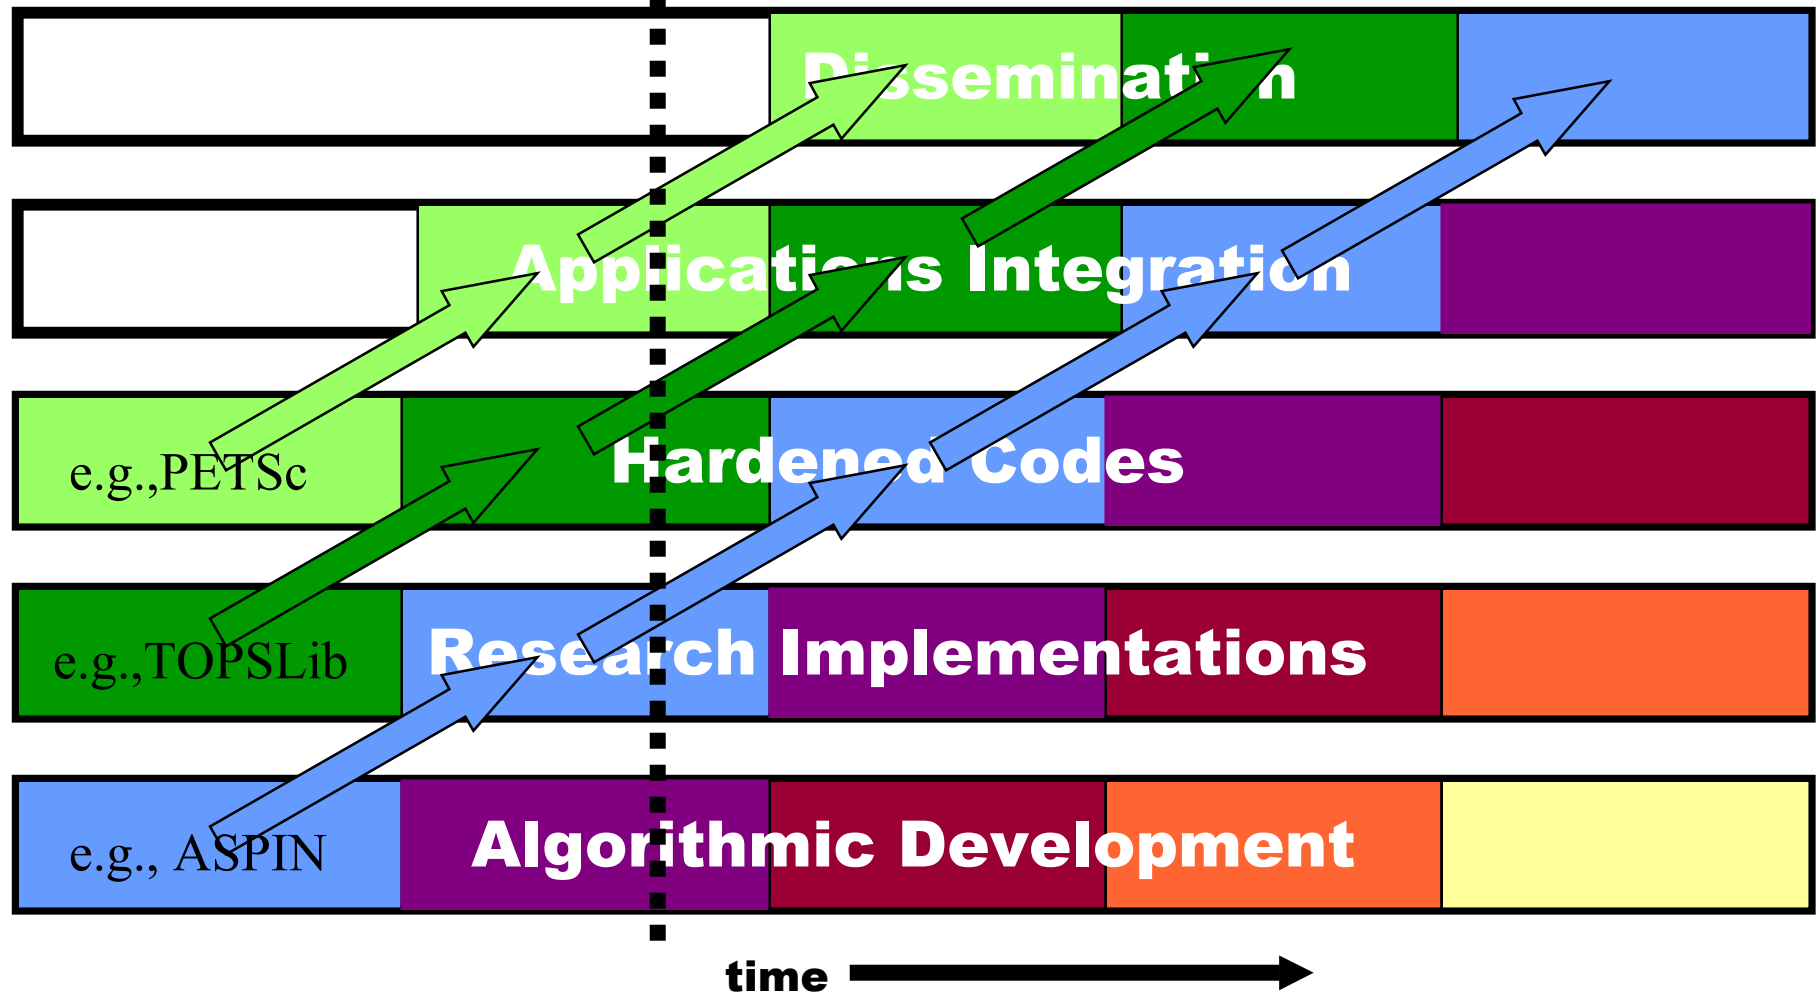 Dissemination
Applications Integration
Hardened Codes
e.g.,PETSc
Research Implementations
e.g.,TOPSLib
Algorithmic Development
e.g., ASPIN
time